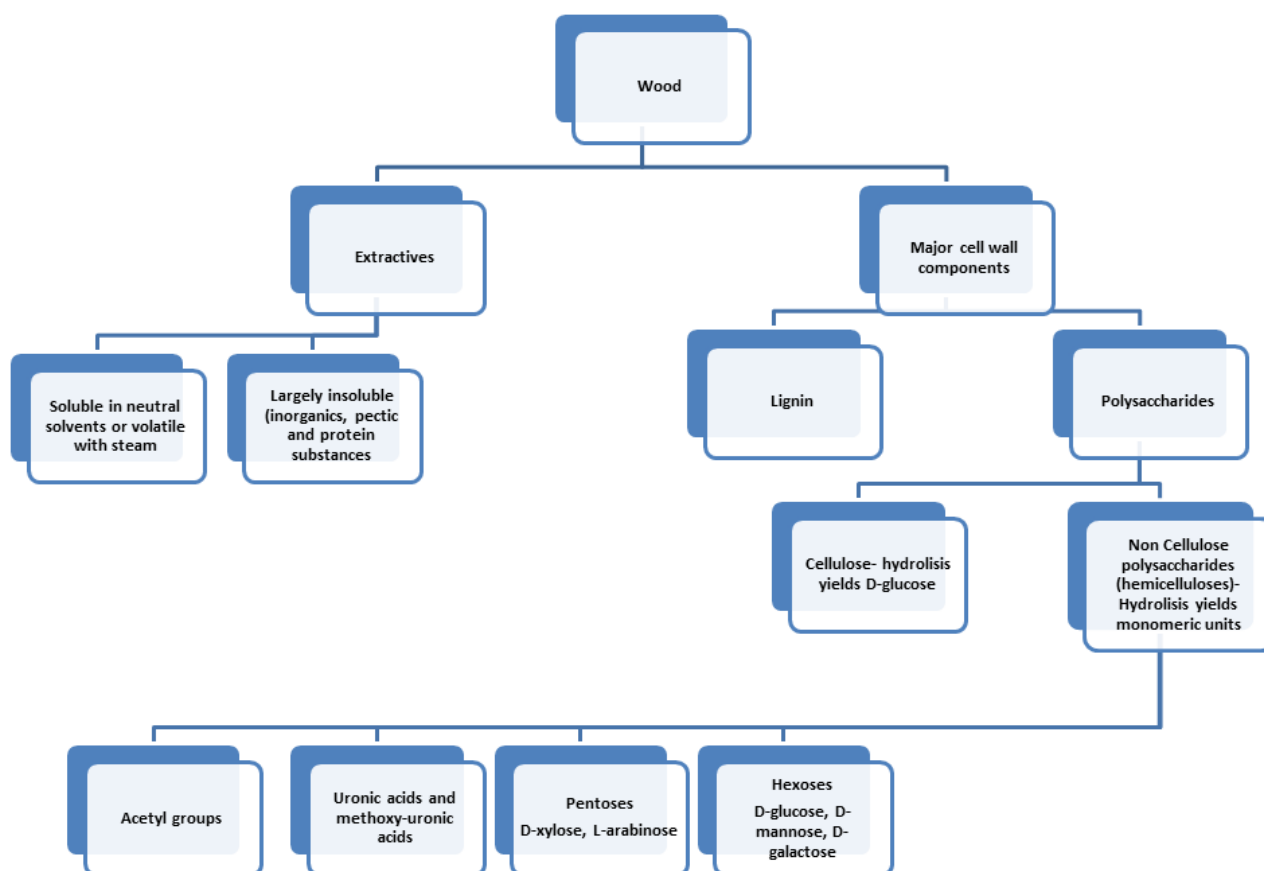 Wood
Extractives
Major cell wall
components
Soluble in neutral
solvents or volatile
with steam
Largely insoluble
(inorganics, pectic
and protein
substances
Lignin
Polysaccharides
Cellulose- hydrolisis
yields D-glucose
Non Cellulose
polysaccharides
(hemicelluloses)-
Hydrolisis yields
monomeric units
Acetyl groups
Uronic acids and
methoxy-uronic
acids
Pentoses
D-xylose, L-arabinose
Hexoses
D-glucose, D-
mannose, D-
galactose